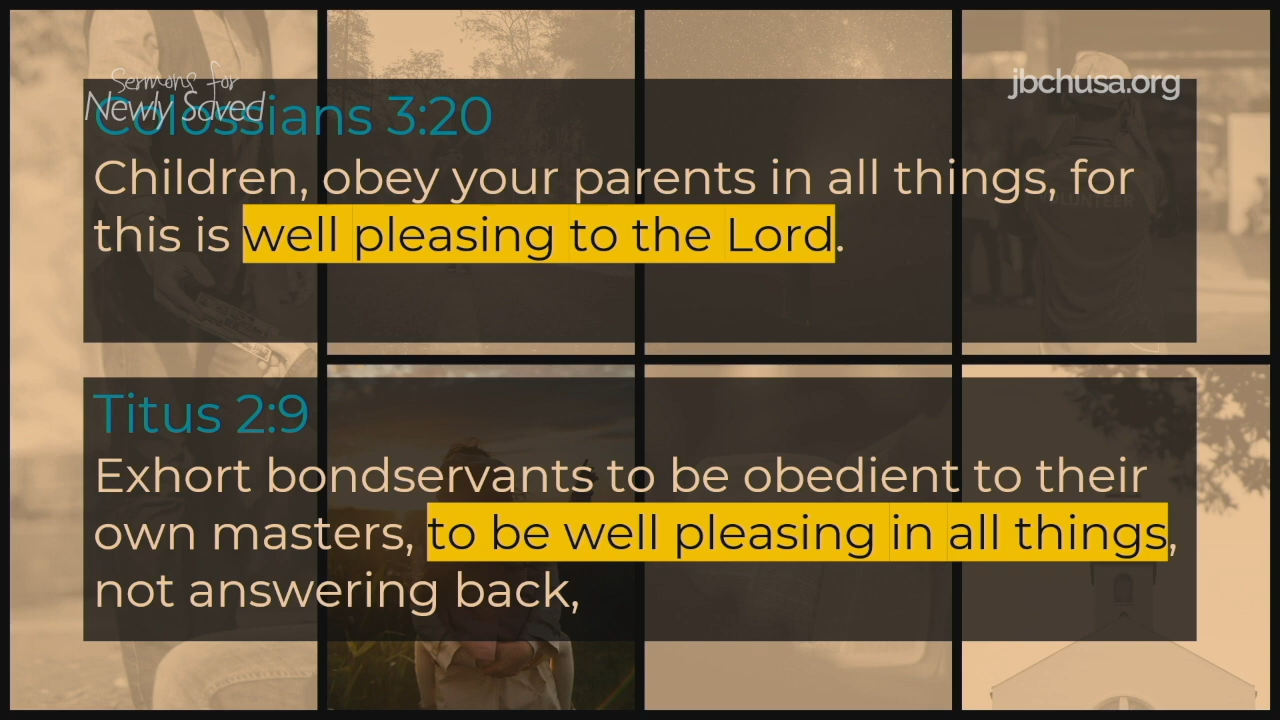 Sermons for
Newly Saved
jbchusa.org
Colossians 3:20
Children, obey your parents in all things, for
this is well pleasing to the Lord.
VOLUNTEER
Titus 2:9
Exhort bondservants to be obedient to their
own masters, to be well pleasing in all things,
not answering back,